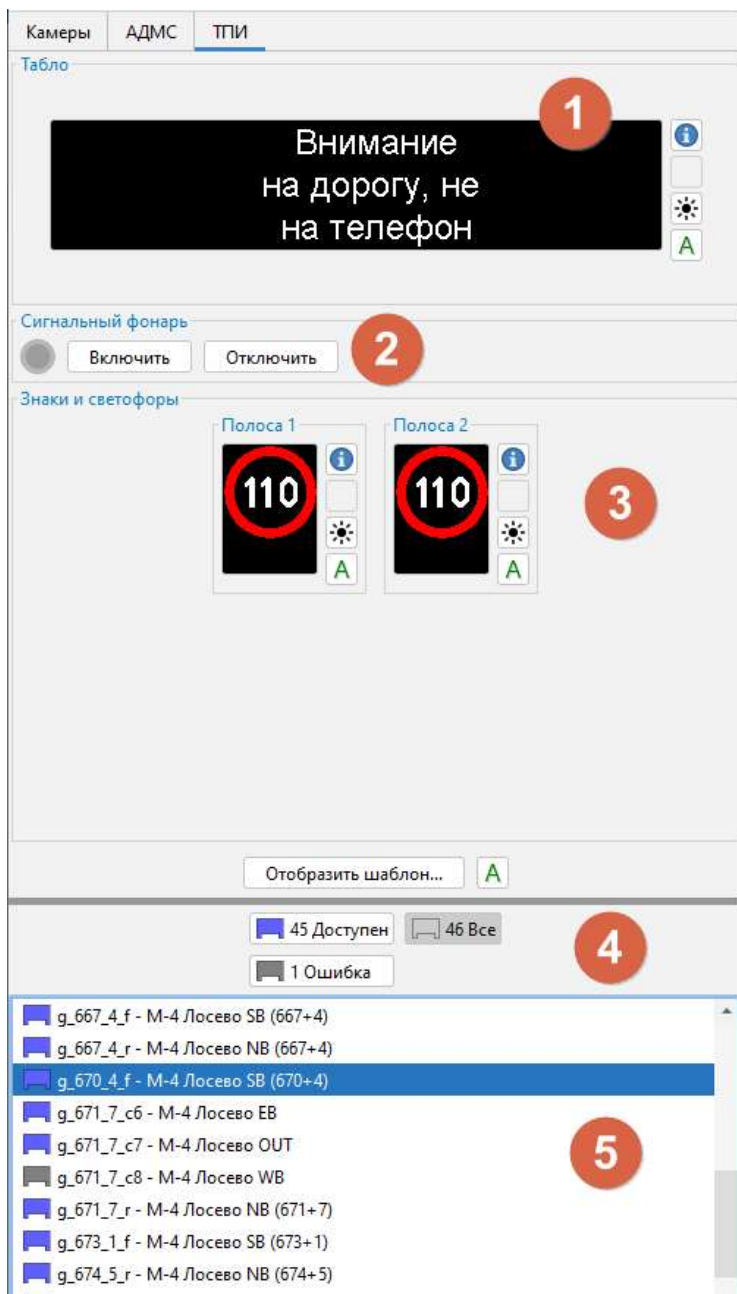 Камеры АДМС ТПИ
Табло
1
Внимание
на дорогу, не
на телефон
A
Сигнальный фонарь
Включить Отключить
2
Знаки и светофоры
Полоса 1 Полоса 2
110 110
3
A A
Отобразить шаблон... A
45 Доступен 46 Все
4
1 Ошибка
g_667_4_f - М-4 Лосево SB (667+4)
g_667_4_r - М-4 Лосево NB (667+4)
g_670_4_f - М-4 Лосево SB (670+4)
g_671_7_c6 - М-4 Лосево EB
g_671_7_c7 - М-4 Лосево OUT
5
g_671_7_c8 - М-4 Лосево WB
g_671_7_r - М-4 Лосево NB (671+7)
g_673_1_f - М-4 Лосево SB (673+1)
g_674_5_r - М-4 Лосево NB (674+5)